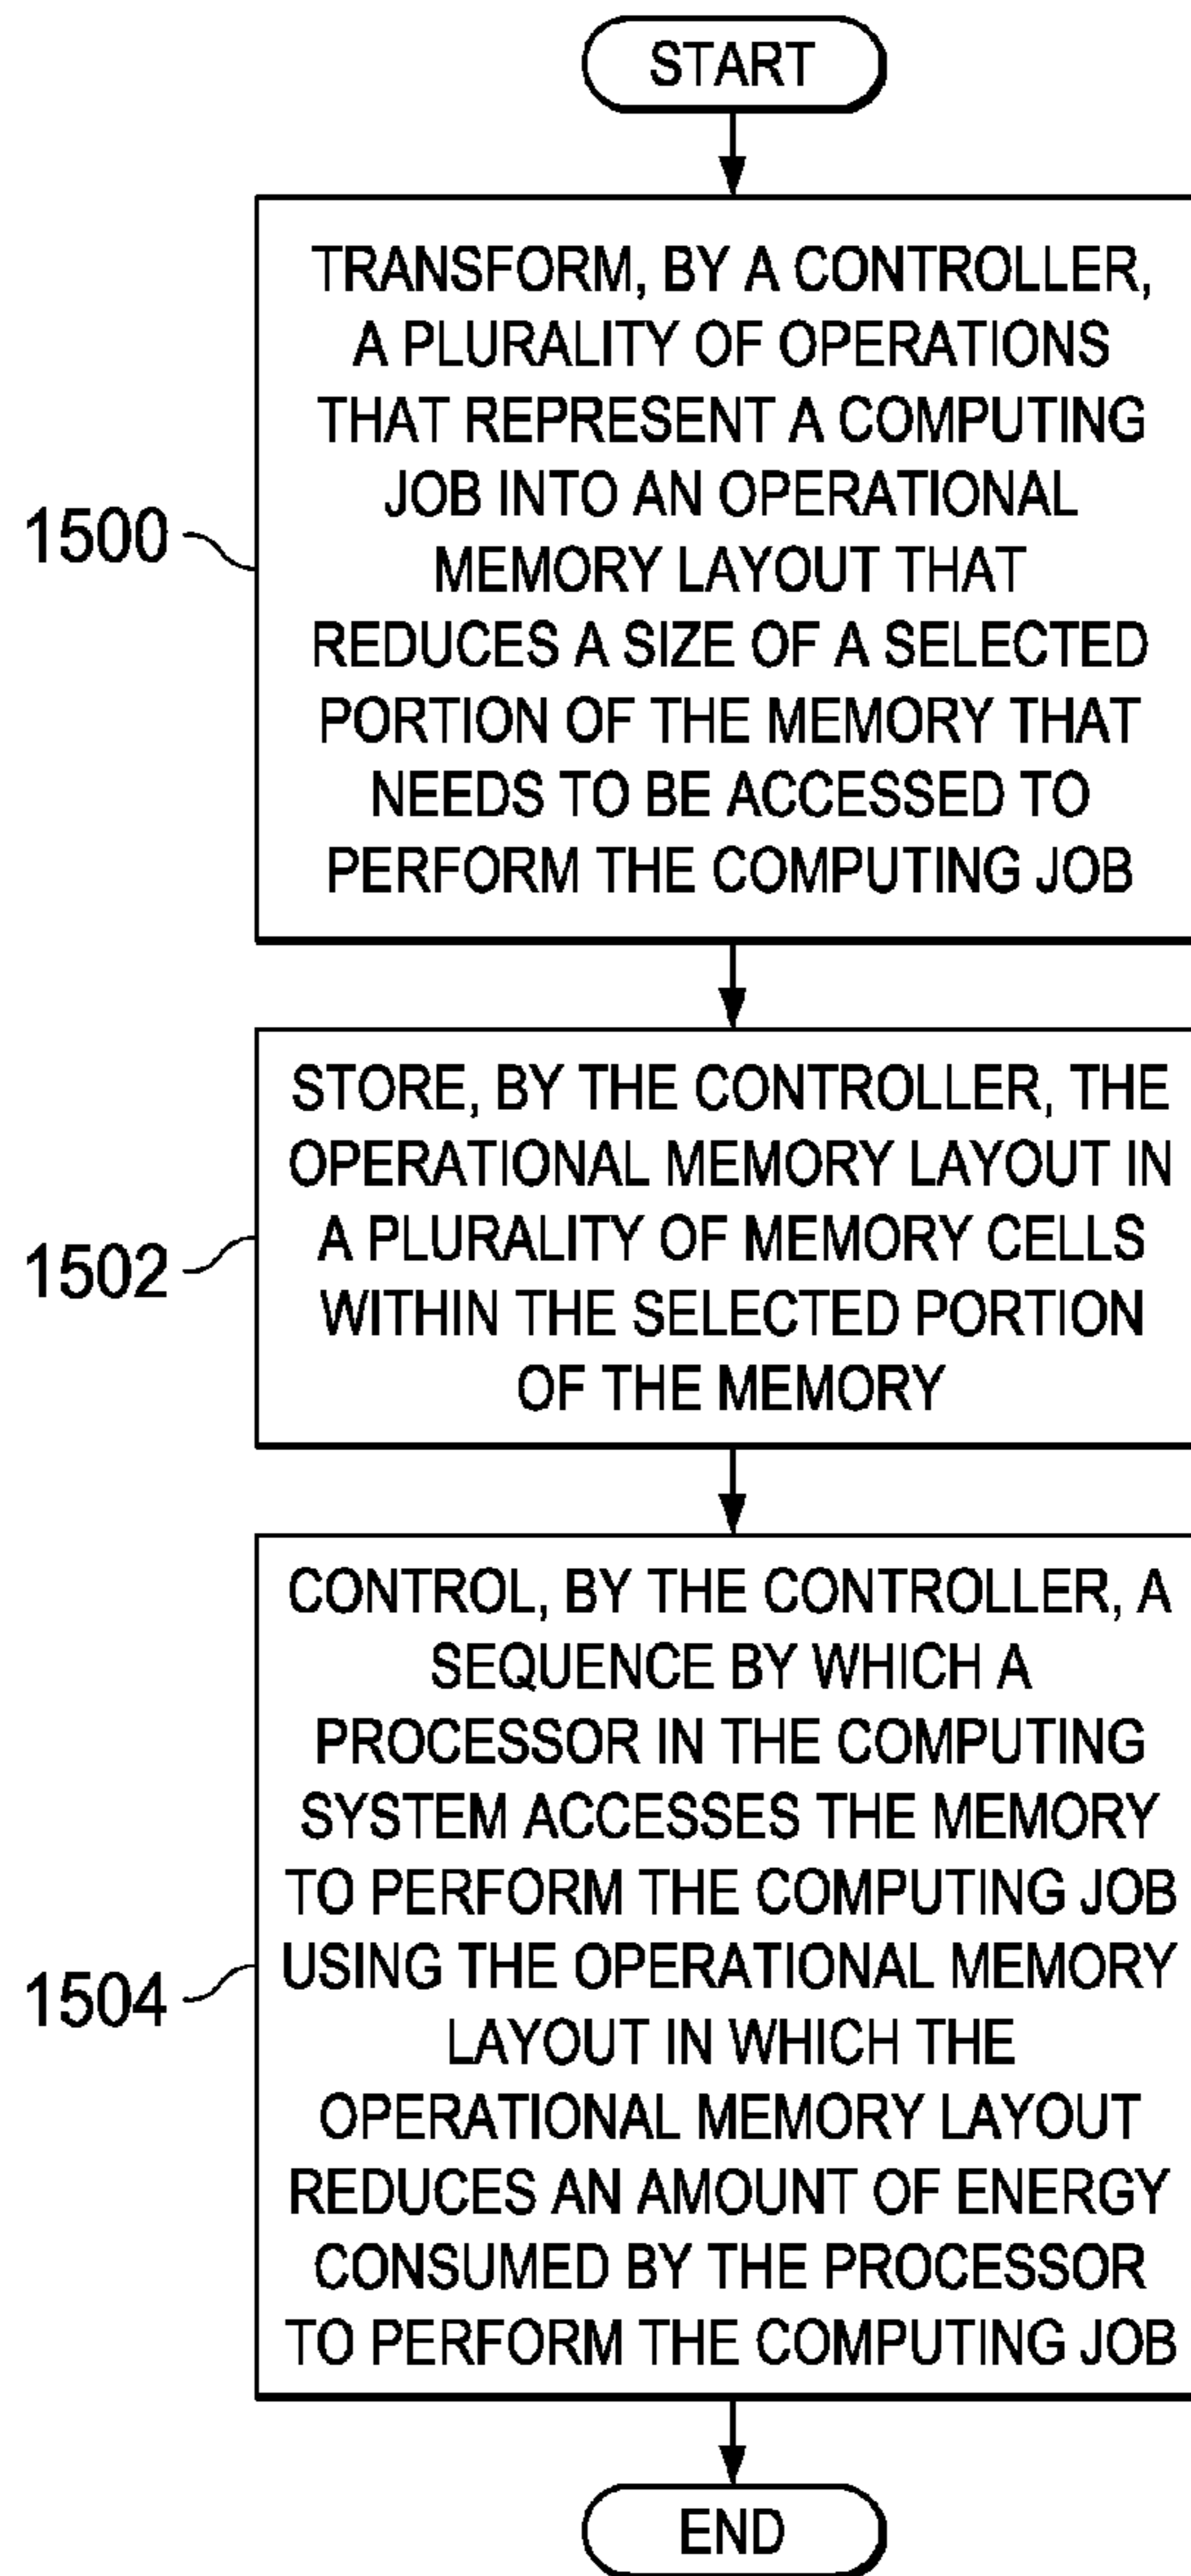 START
TRANSFORM, BY A CONTROLLER,
A PLURALITY OF OPERATIONS
THAT REPRESENT A COMPUTING
JOB INTO AN OPERATIONAL
MEMORY LAYOUT THAT
REDUCES A SIZE OF A SELECTED
PORTION OF THE MEMORY THAT
NEEDS TO BE ACCESSED TO
PERFORM THE COMPUTING JOB
1500
STORE, BY THE CONTROLLER, THE
OPERATIONAL MEMORY LAYOUT IN
A PLURALITY OF MEMORY CELLS
WITHIN THE SELECTED PORTION
OF THE MEMORY
1502
CONTROL, BY THE CONTROLLER, A
SEQUENCE BY WHICH A
PROCESSOR IN THE COMPUTING
SYSTEM ACCESSES THE MEMORY
TO PERFORM THE COMPUTING JOB
USING THE OPERATIONAL MEMORY
LAYOUT IN WHICH THE
OPERATIONAL MEMORY LAYOUT
REDUCES AN AMOUNT OF ENERGY
CONSUMED BY THE PROCESSOR
TO PERFORM THE COMPUTING JOB
1504
END